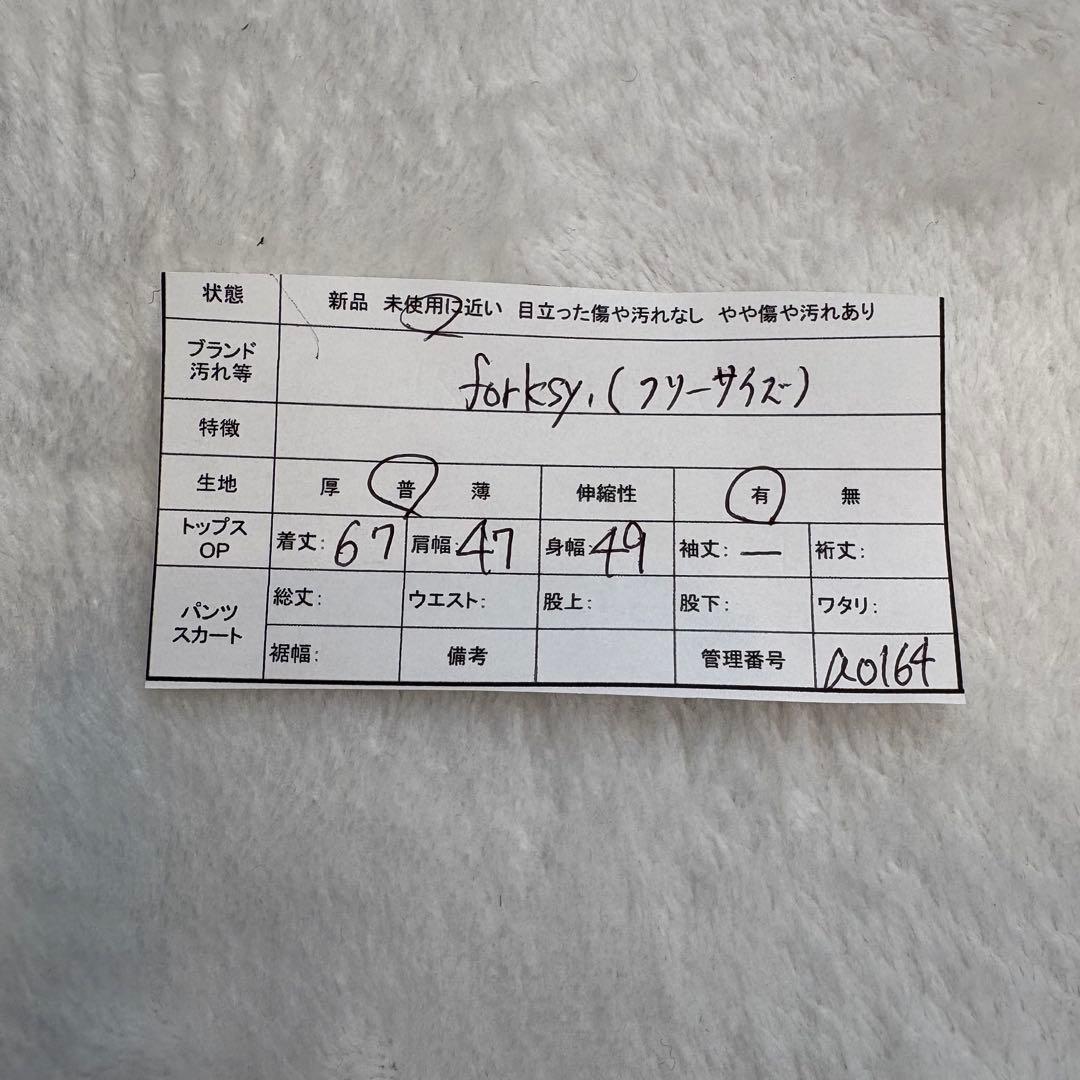 状態 新品 未使用に近い 目立った傷や汚れなし やや傷や汚れあり
ブランド
汚れ等
forksy.(フリーサイズ)
特徴
生地 厚 普 薄 伸縮性 有 無
トップス
OP
着丈:67 肩幅:47 身幅:49 袖丈:― 裄丈:
パンツ
スカート
総丈: ウエスト: 股上: 股下: ワタリ:
裾幅: 備考 管理番号 a0164